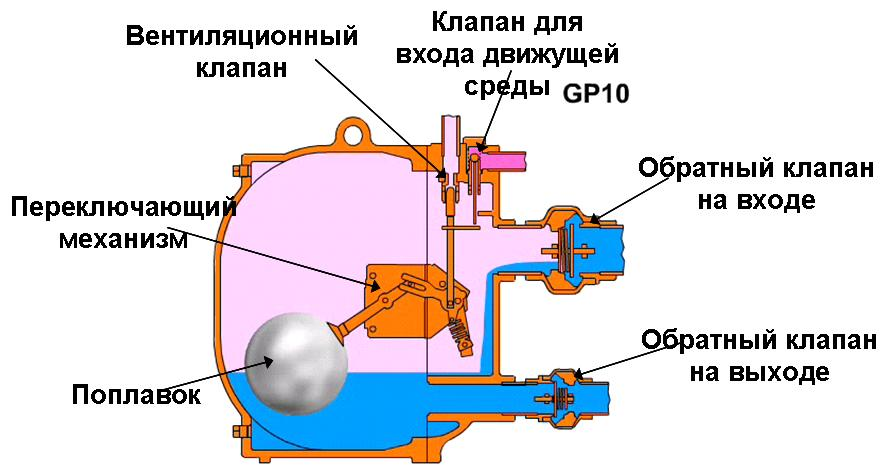 Вентиляционный
клапан
Клапан для
входа движущей
среды
GP10
Обратный клапан
на входе
Переключающий
механизм
Обратный клапан
на выходе
Поплавок